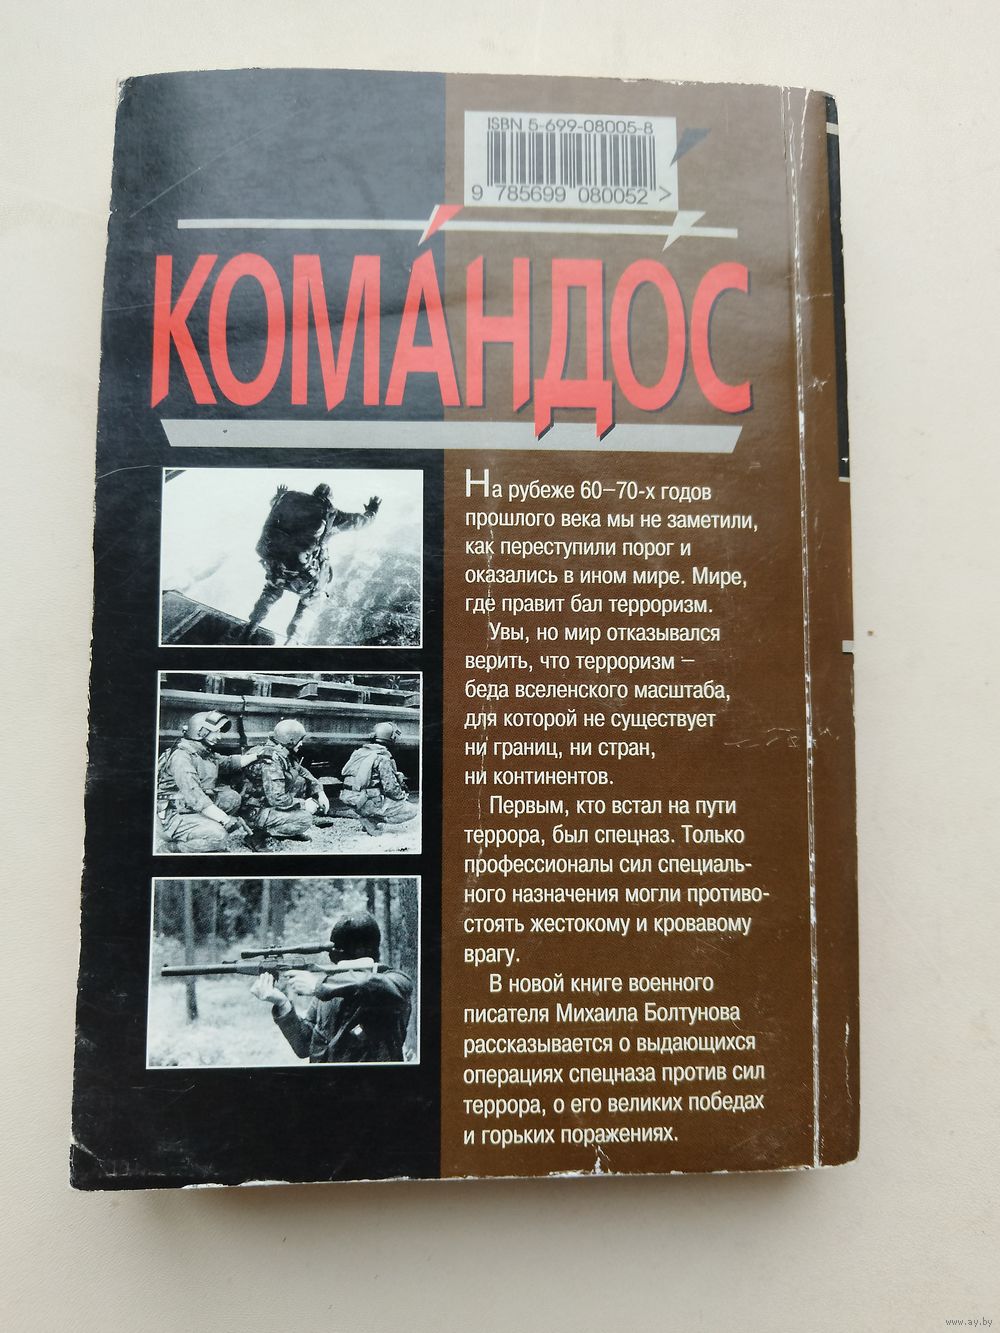 ISBN 5-699-08005-8
9 785699 080052 >
КОМАНДОС
На рубеже 60–70-х годов
прошлого века мы не заметили,
как переступили порог и
оказались в ином мире. Мире,
где правит бал терроризм.
Увы, но мир отказывался
верить, что терроризм –
беда вселенского масштаба,
для которой не существует
ни границ, ни стран,
ни континентов.
Первым, кто встал на пути
террора, был спецназ. Только
профессионалы сил специаль-
ного назначения могли противо-
стоять жестокому и кровавому
врагу.
В новой книге военного
писателя Михаила Болтунова
рассказывается о выдающихся
операциях спецназа против сил
террора, о его великих победах
и горьких поражениях.
www.ay.by